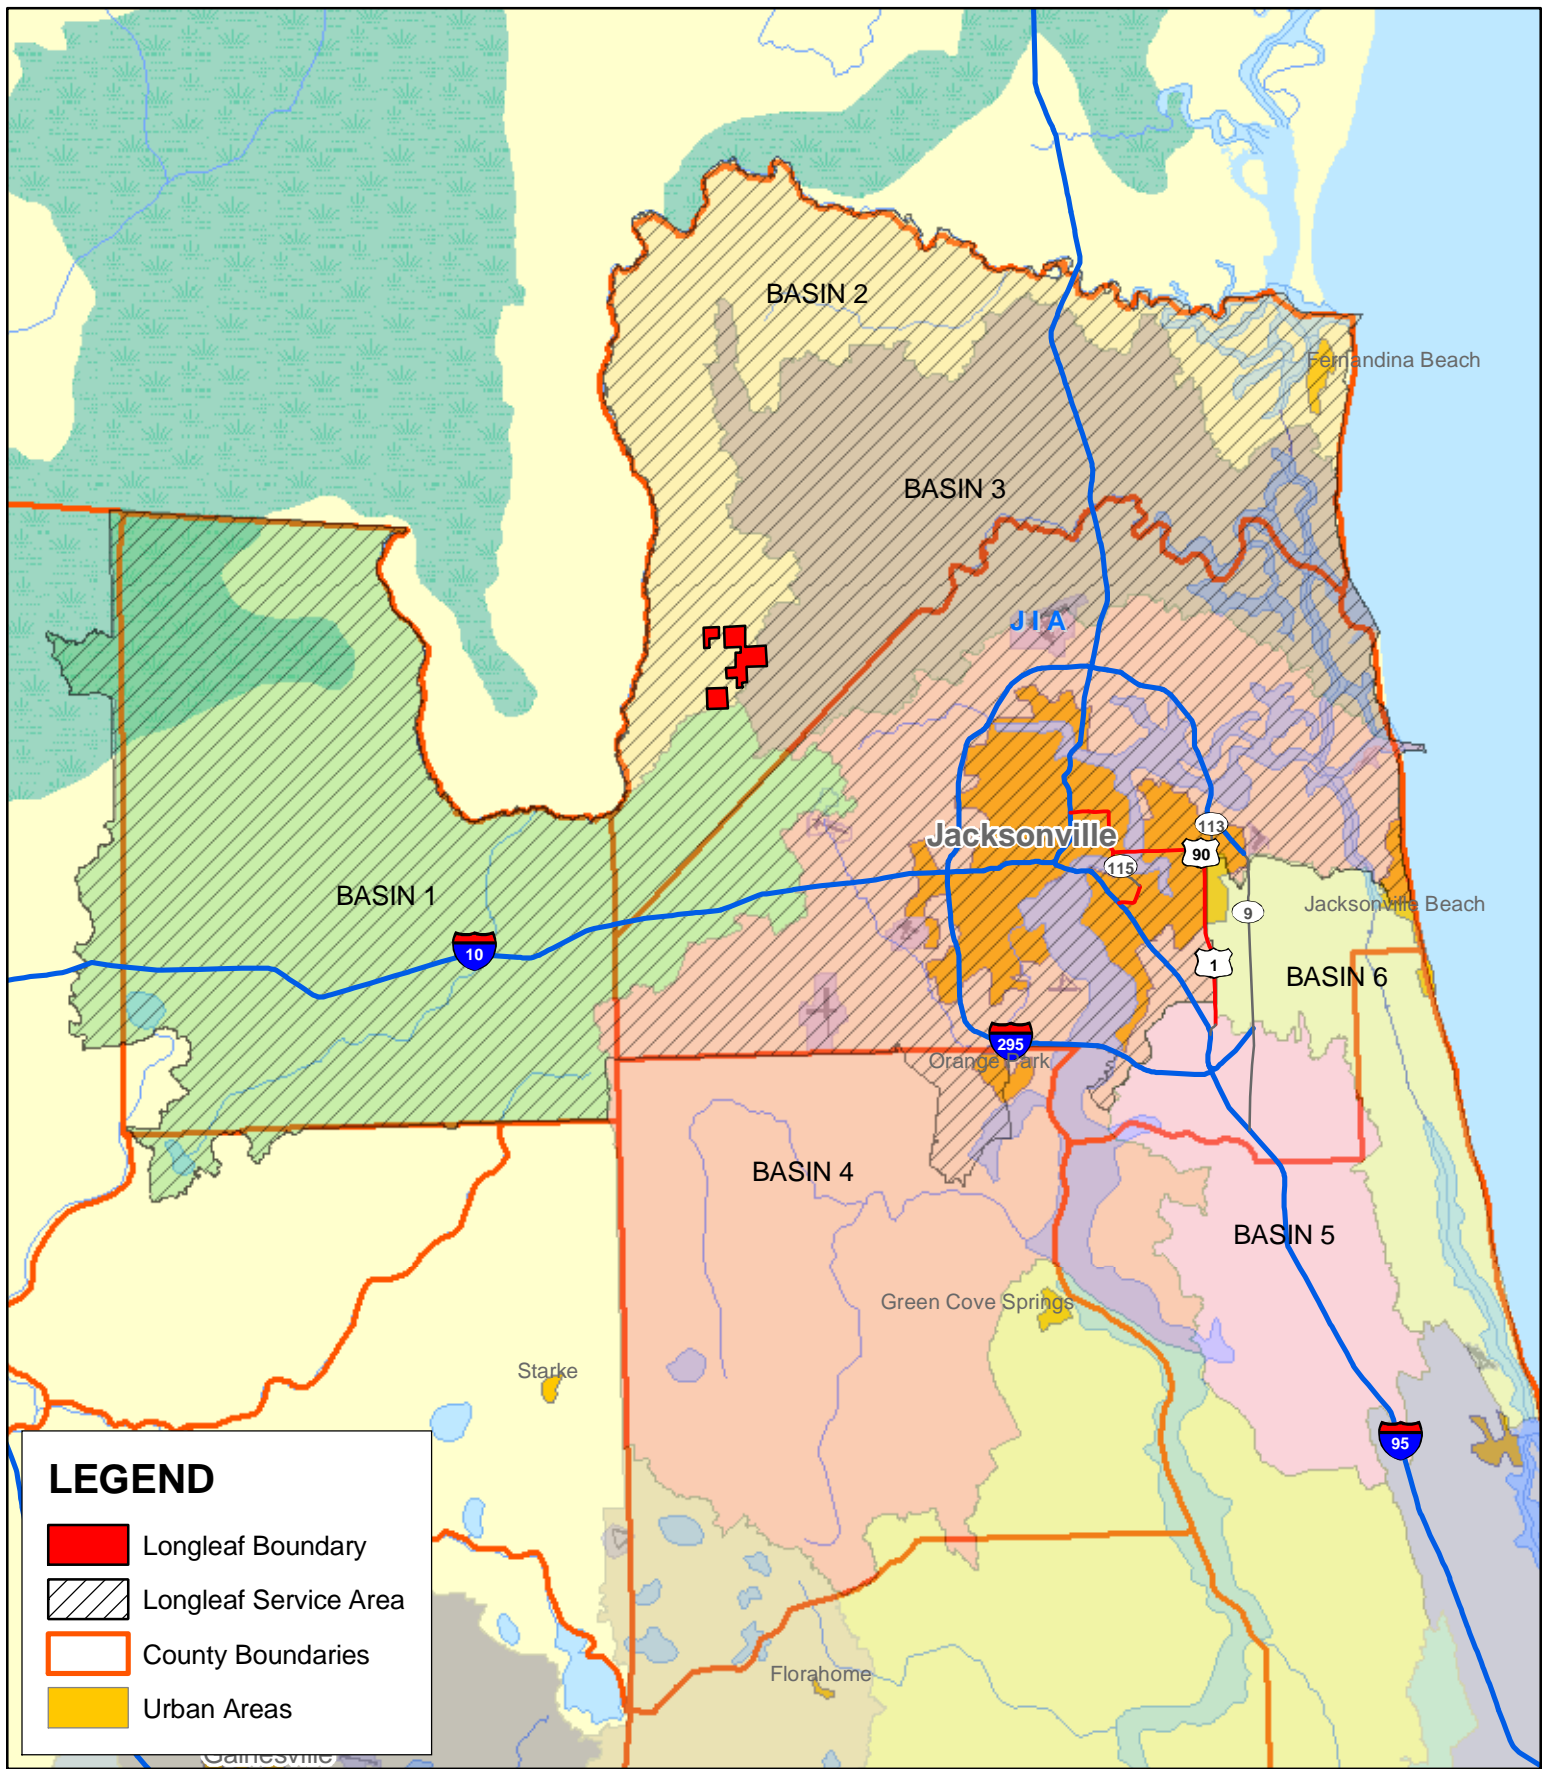 BASIN 2
Fernandina Beach
BASIN 3
JIA
113
Jacksonville
90
115
BASIN 1
Jacksonville Beach
9
10
1
BASIN 6
295
Orange Park
BASIN 4
BASIN 5
Green Cove Springs
Starke
95
LEGEND
Longleaf Boundary
Longleaf Service Area
County Boundaries
Florahome
Urban Areas
Gainesville